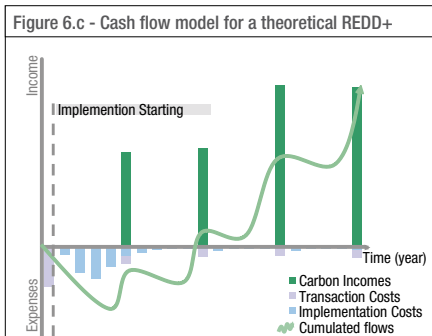 Figure 6.c - Cash flow model for a theoretical REDD+
Income
Implemention Starting
Time (year)
Expenses
Carbon Incomes
Transaction Costs
Implementation Costs
Cumulated flows